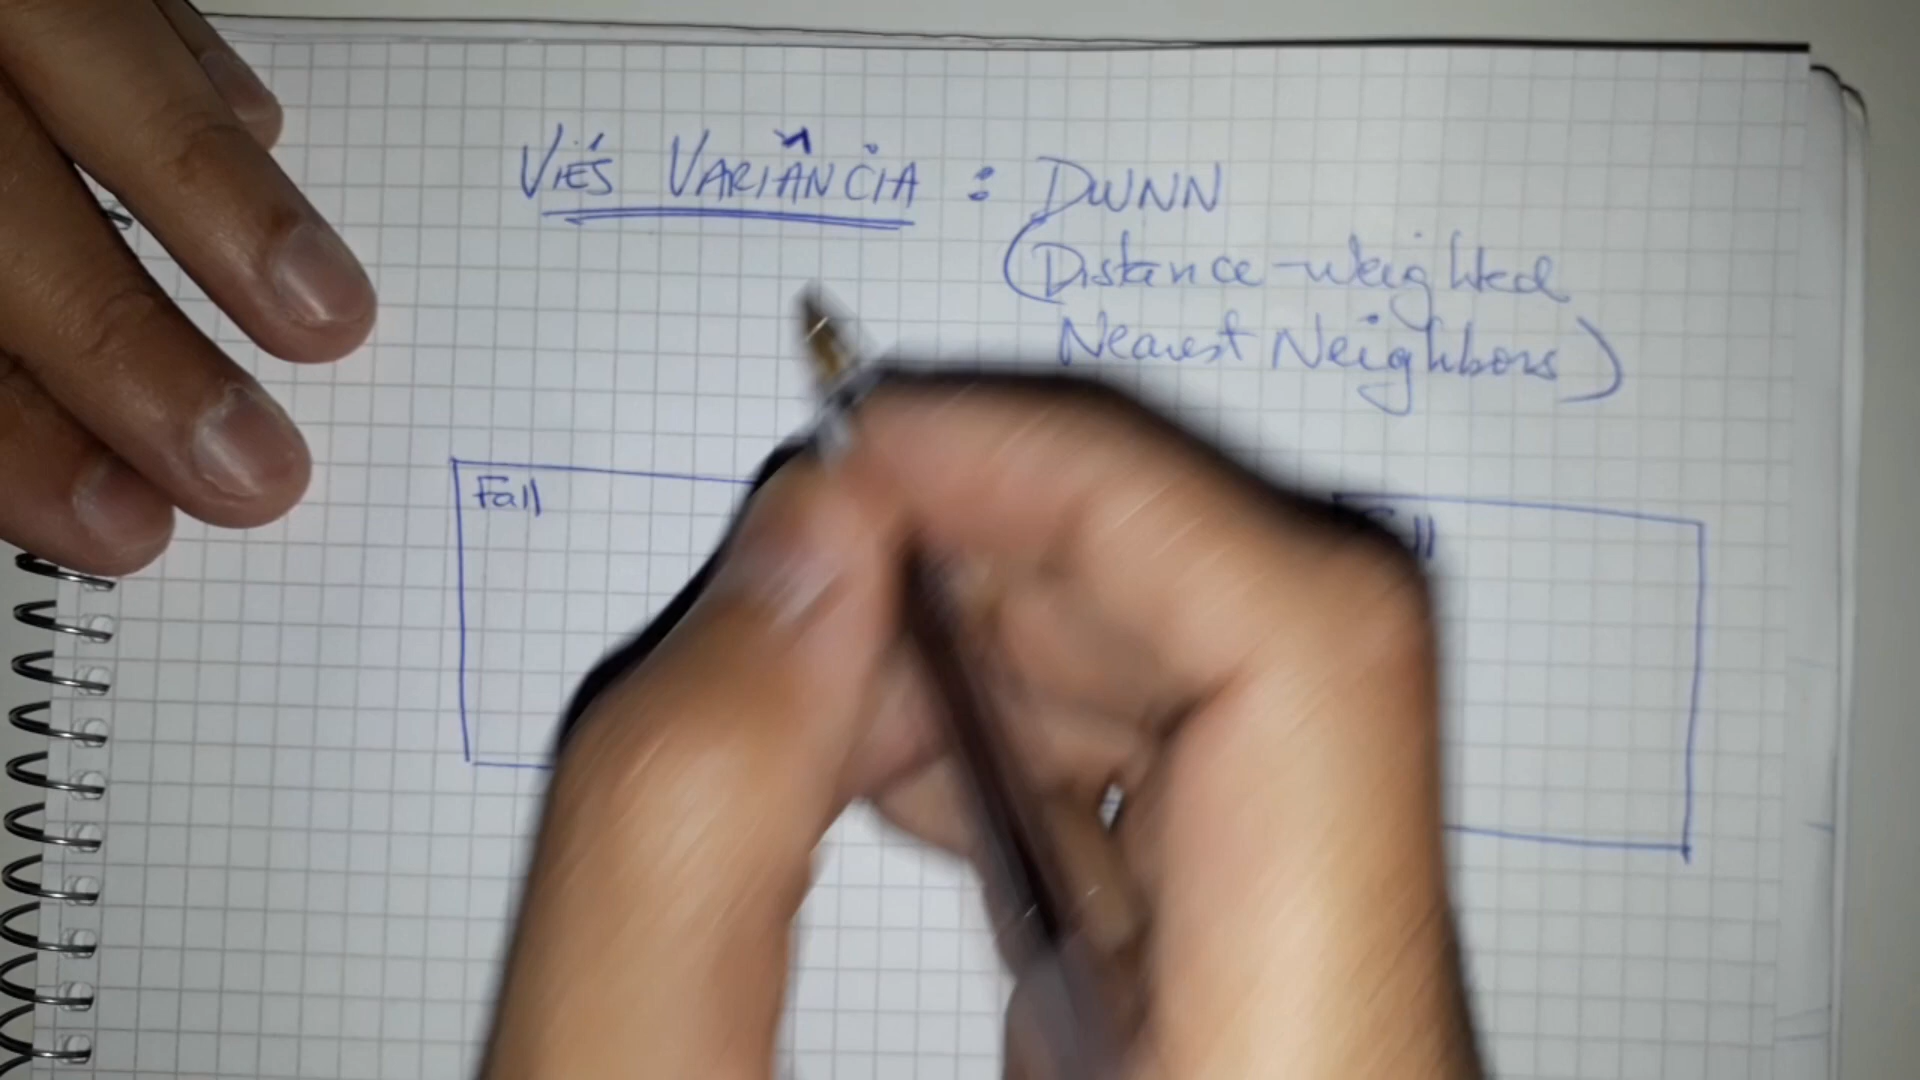 VIÉS VARIÂNCIA : DWNN
(Distance-weighted
Nearest Neighbors)
Fall